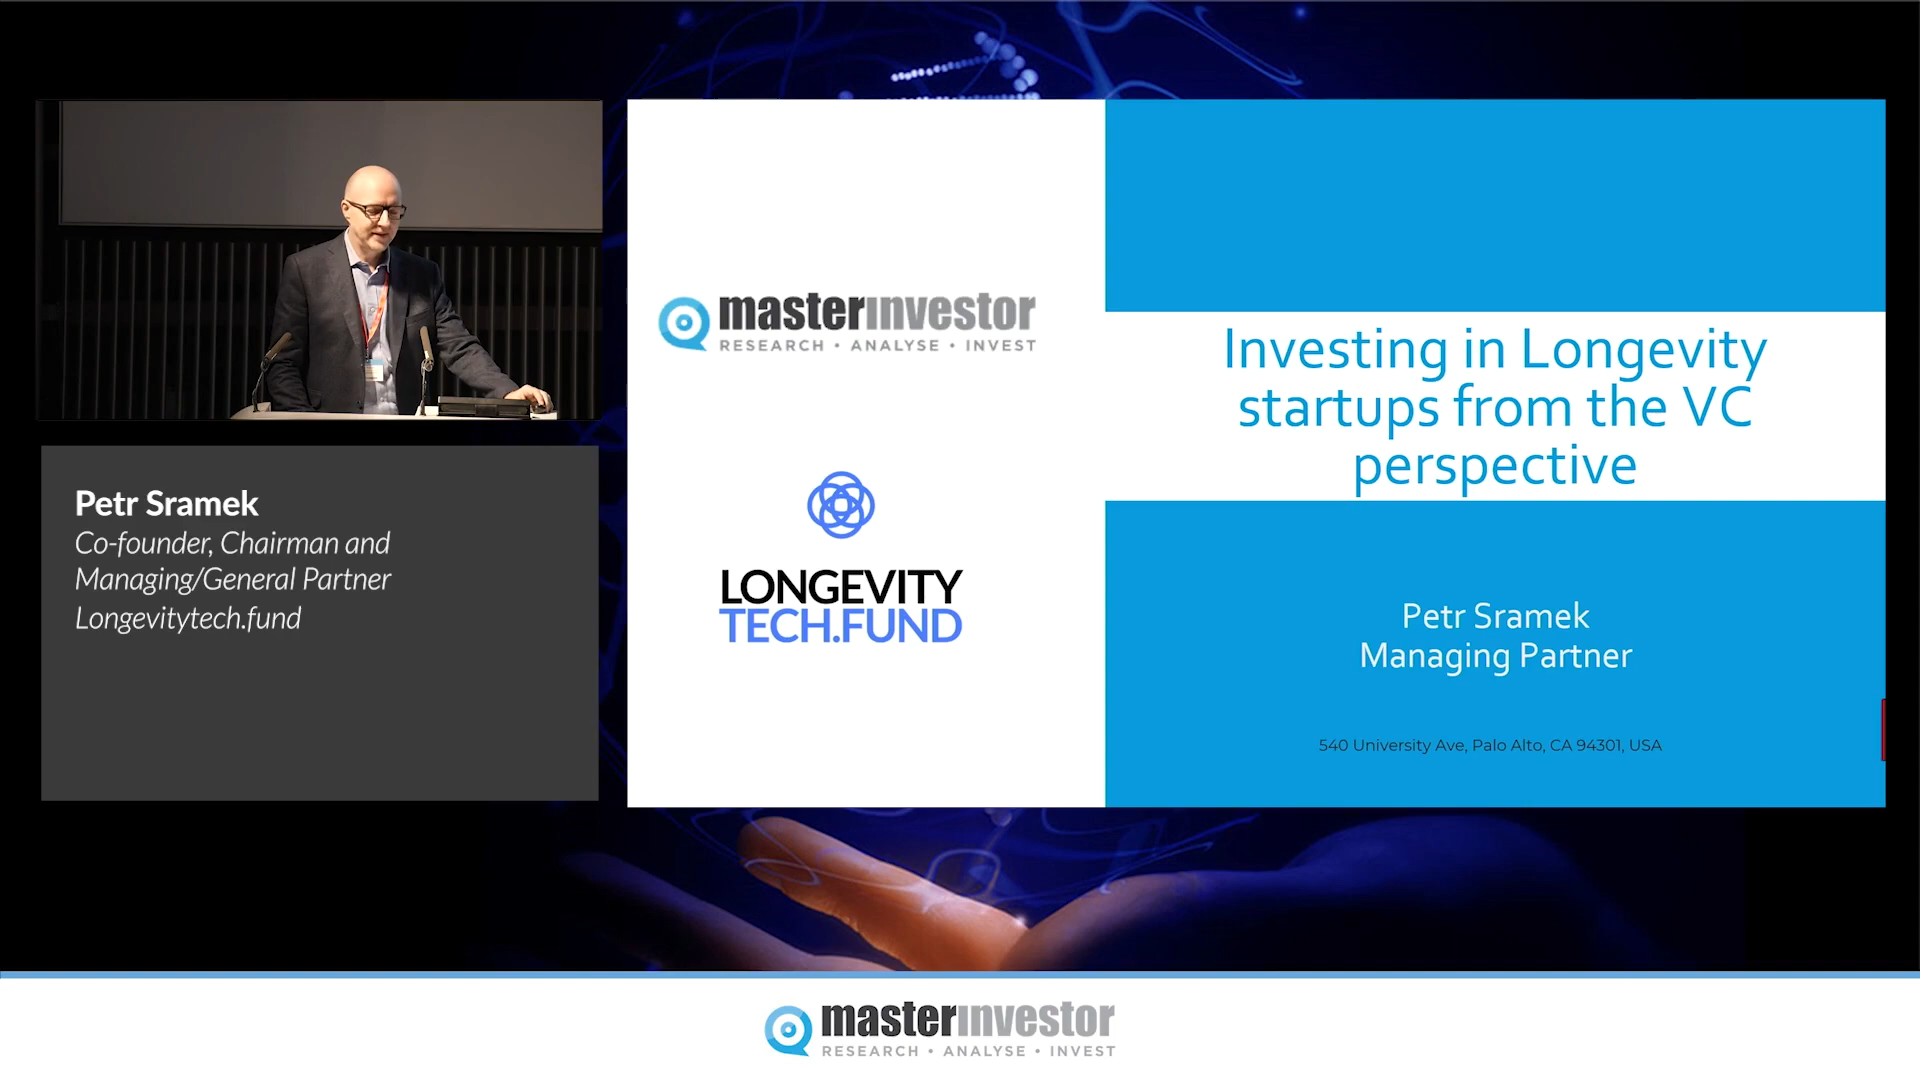 Petr Sramek
Co-founder, Chairman and
Managing/General Partner
Longevitytech.fund
masterinvestor
RESEARCH • ANALYSE • INVEST
LONGEVITY
TECH.FUND
Investing in Longevity
startups from the VC
perspective
Petr Sramek
Managing Partner
540 University Ave, Palo Alto, CA 94301, USA
masterinvestor
RESEARCH • ANALYSE • INVEST